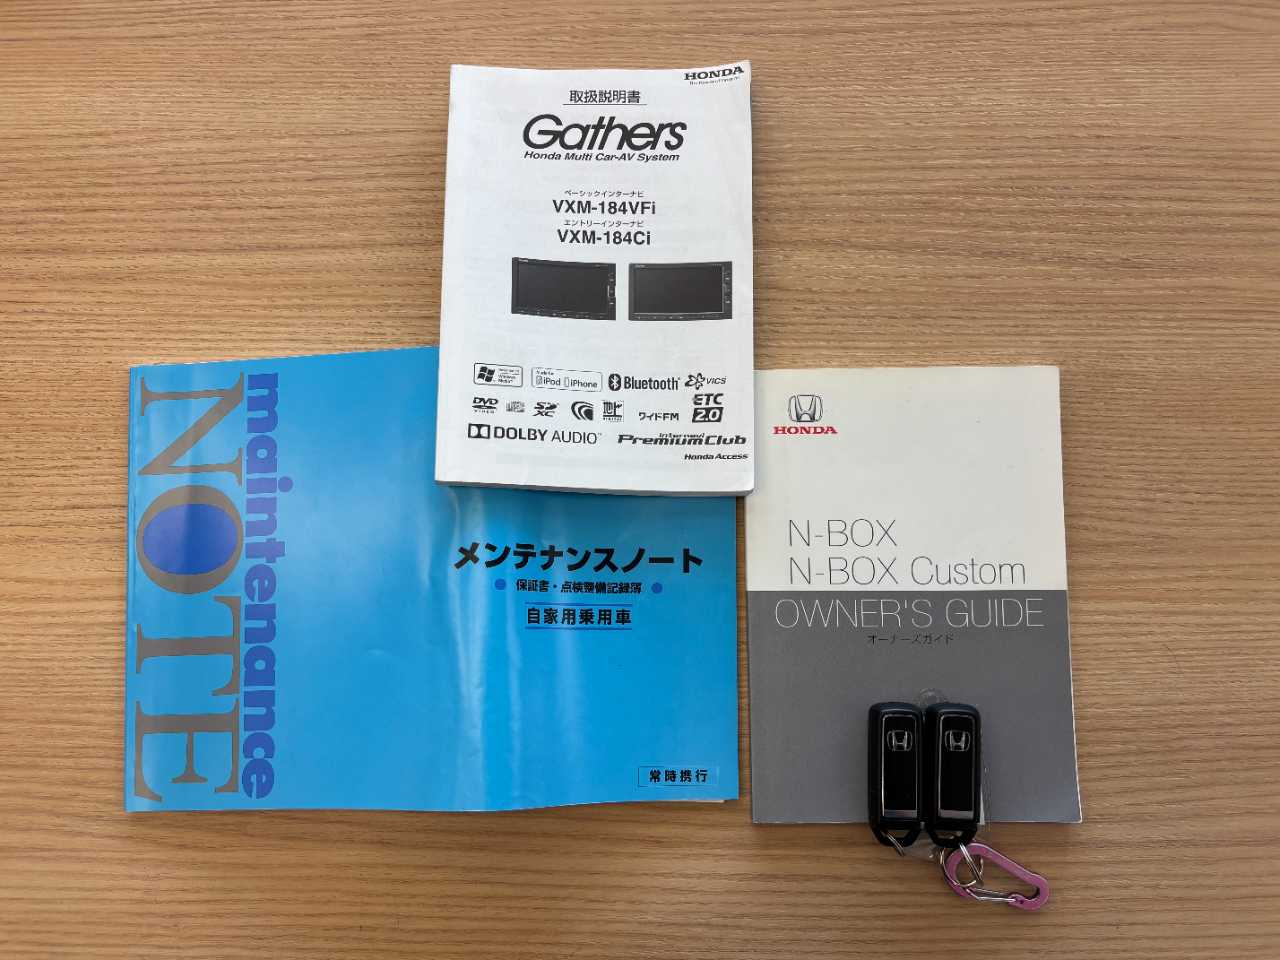 HONDA
取扱説明書
Gathers
Honda Multi Car-AV System
ベーシックインターナビ
VXM-184VFi
エントリーインターナビ
VXM-184Ci
Bluetooth
VICS
iPod iPhone
DVD
VIDEO
SD
XC
ワイドFM
ETC
2.0
DOLBY AUDIO
internavi
PremiumClub
Honda Access
maintenance
NOTE
メンテナンスノート
保証書・点検整備記録簿
自家用乗用車
常時携行
HONDA
N-BOX
N-BOX Custom
OWNER'S GUIDE
オーナーズガイド